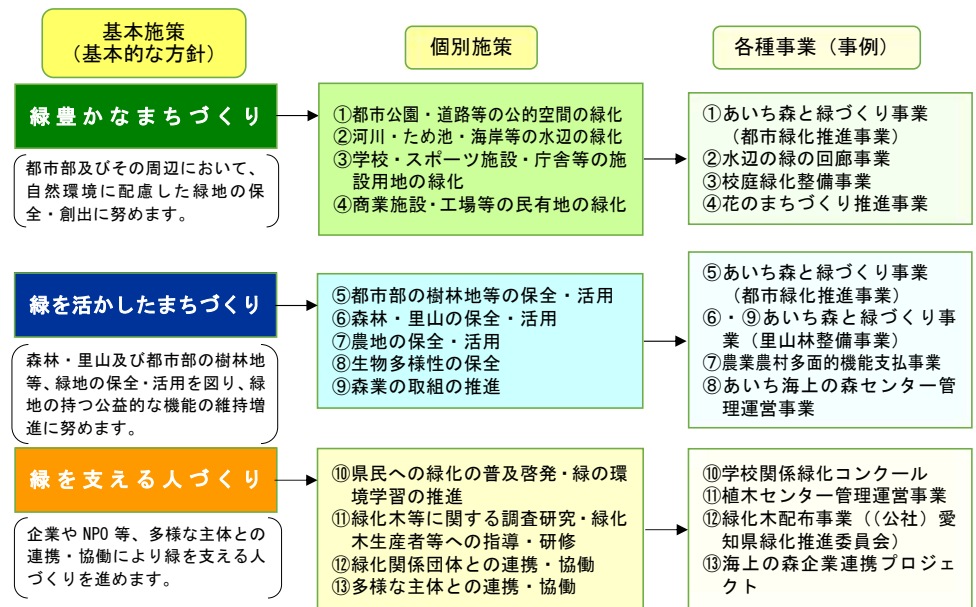 基本施策
（基本的な方針）
個別施策
各種事業（事例）
緑豊かなまちづくり
都市部及びその周辺において、
自然環境に配慮した緑地の保
全・創出に努めます。
①都市公園・道路等の公的空間の緑化
②河川・ため池・海岸等の水辺の緑化
③学校・スポーツ施設・庁舎等の施
設用地の緑化
④商業施設・工場等の民有地の緑化
①あいち森と緑づくり事業
（都市緑化推進事業）
②水辺の緑の回廊事業
③校庭緑化整備事業
④花のまちづくり推進事業
緑を活かしたまちづくり
森林・里山及び都市部の樹林地
等、緑地の保全・活用を図り、緑
地の持つ公益的な機能の維持増
進に努めます。
⑤都市部の樹林地等の保全・活用
⑥森林・里山の保全・活用
⑦農地の保全・活用
⑧生物多様性の保全
⑨森業の取組の推進
⑤あいち森と緑づくり事業
（都市緑化推進事業）
⑥・⑨あいち森と緑づくり事
業（里山林整備事業）
⑦農業農村多面的機能支払事業
⑧あいち海上の森センター管
理運営事業
緑を支える人づくり
企業や NPO 等、多様な主体との
連携・協働により緑を支える人
づくりを進めます。
⑩県民への緑化の普及啓発・緑の環
境学習の推進
⑪緑化木等に関する調査研究・緑化
木生産者等への指導・研修
⑫緑化関係団体との連携・協働
⑬多様な主体との連携・協働
⑩学校関係緑化コンクール
⑪植木センター管理運営事業
⑫緑化木配布事業（（公社）愛
知県緑化推進委員会）
⑬海上の森企業連携プロジェ
クト